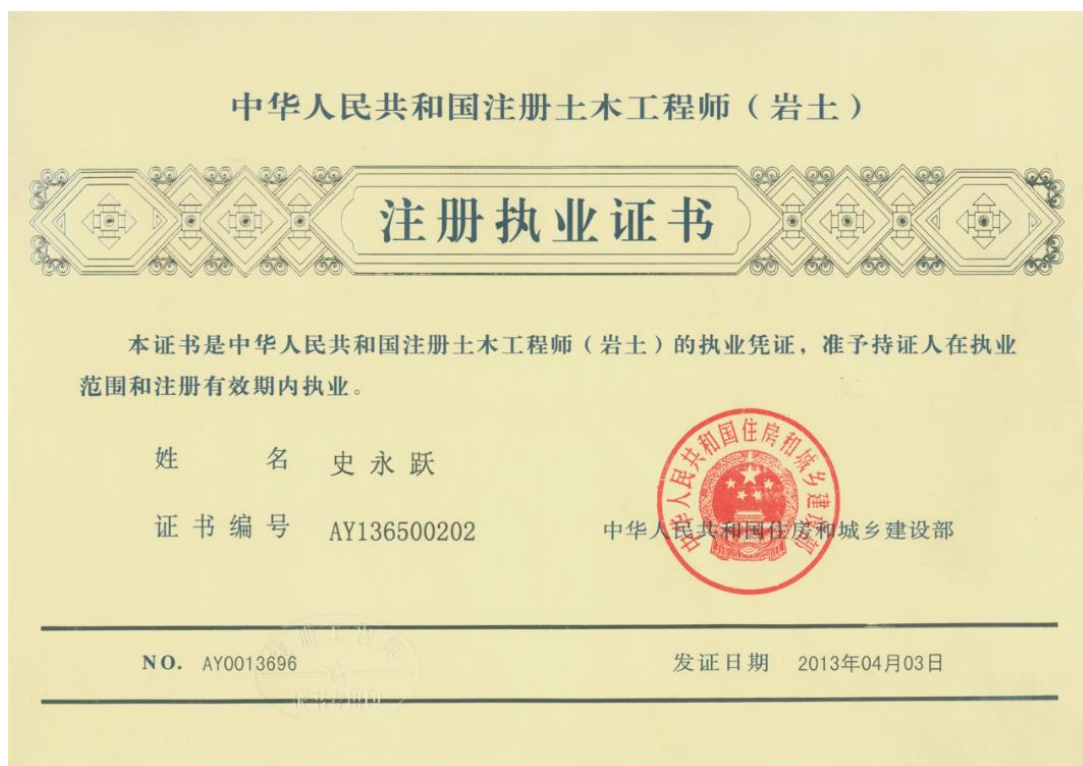 中华人民共和国注册土木工程师（岩土）
注册执业证书
本证书是中华人民共和国注册土木工程师（岩土）的执业凭证，准予持证人在执业
范围和注册有效期内执业。
姓 名 史永跃
证书编号 AY136500202
中华人民共和国住房和城乡建设部
中华人民共和国住房和城乡建设部
NO. AY0013696
发证日期 2013年04月03日